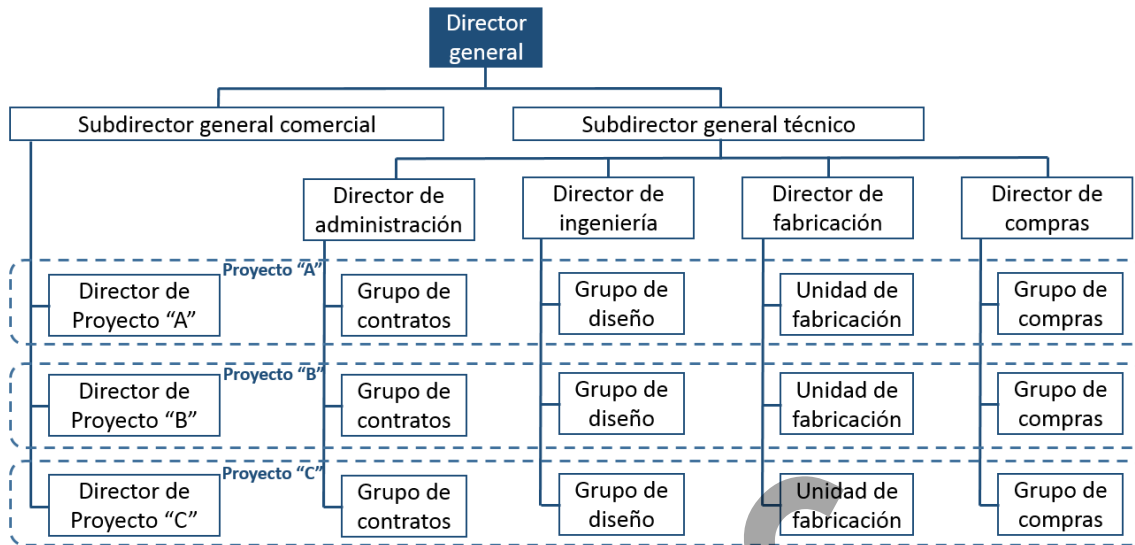 Director
general
Subdirector general comercial
Subdirector general técnico
Director de
administración
Director de
ingeniería
Director de
fabricación
Director de
compras
Proyecto “A”
Director de
Proyecto “A”
Grupo de
contratos
Grupo de
diseño
Unidad de
fabricación
Grupo de
compras
Proyecto “B”
Director de
Proyecto “B”
Grupo de
contratos
Grupo de
diseño
Unidad de
fabricación
Grupo de
compras
Proyecto “C”
Director de
Proyecto “C”
Grupo de
contratos
Grupo de
diseño
Unidad de
fabricación
Grupo de
compras